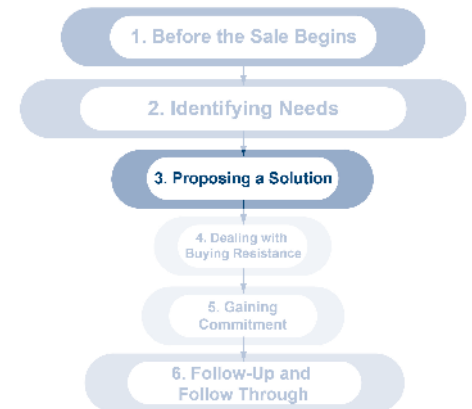 1. Before the Sale Begins
2. Identifying Needs
3. Proposing a Solution
4. Dealing with
Buying Resistance
5. Gaining
Commitment
6. Follow-Up and
Follow Through